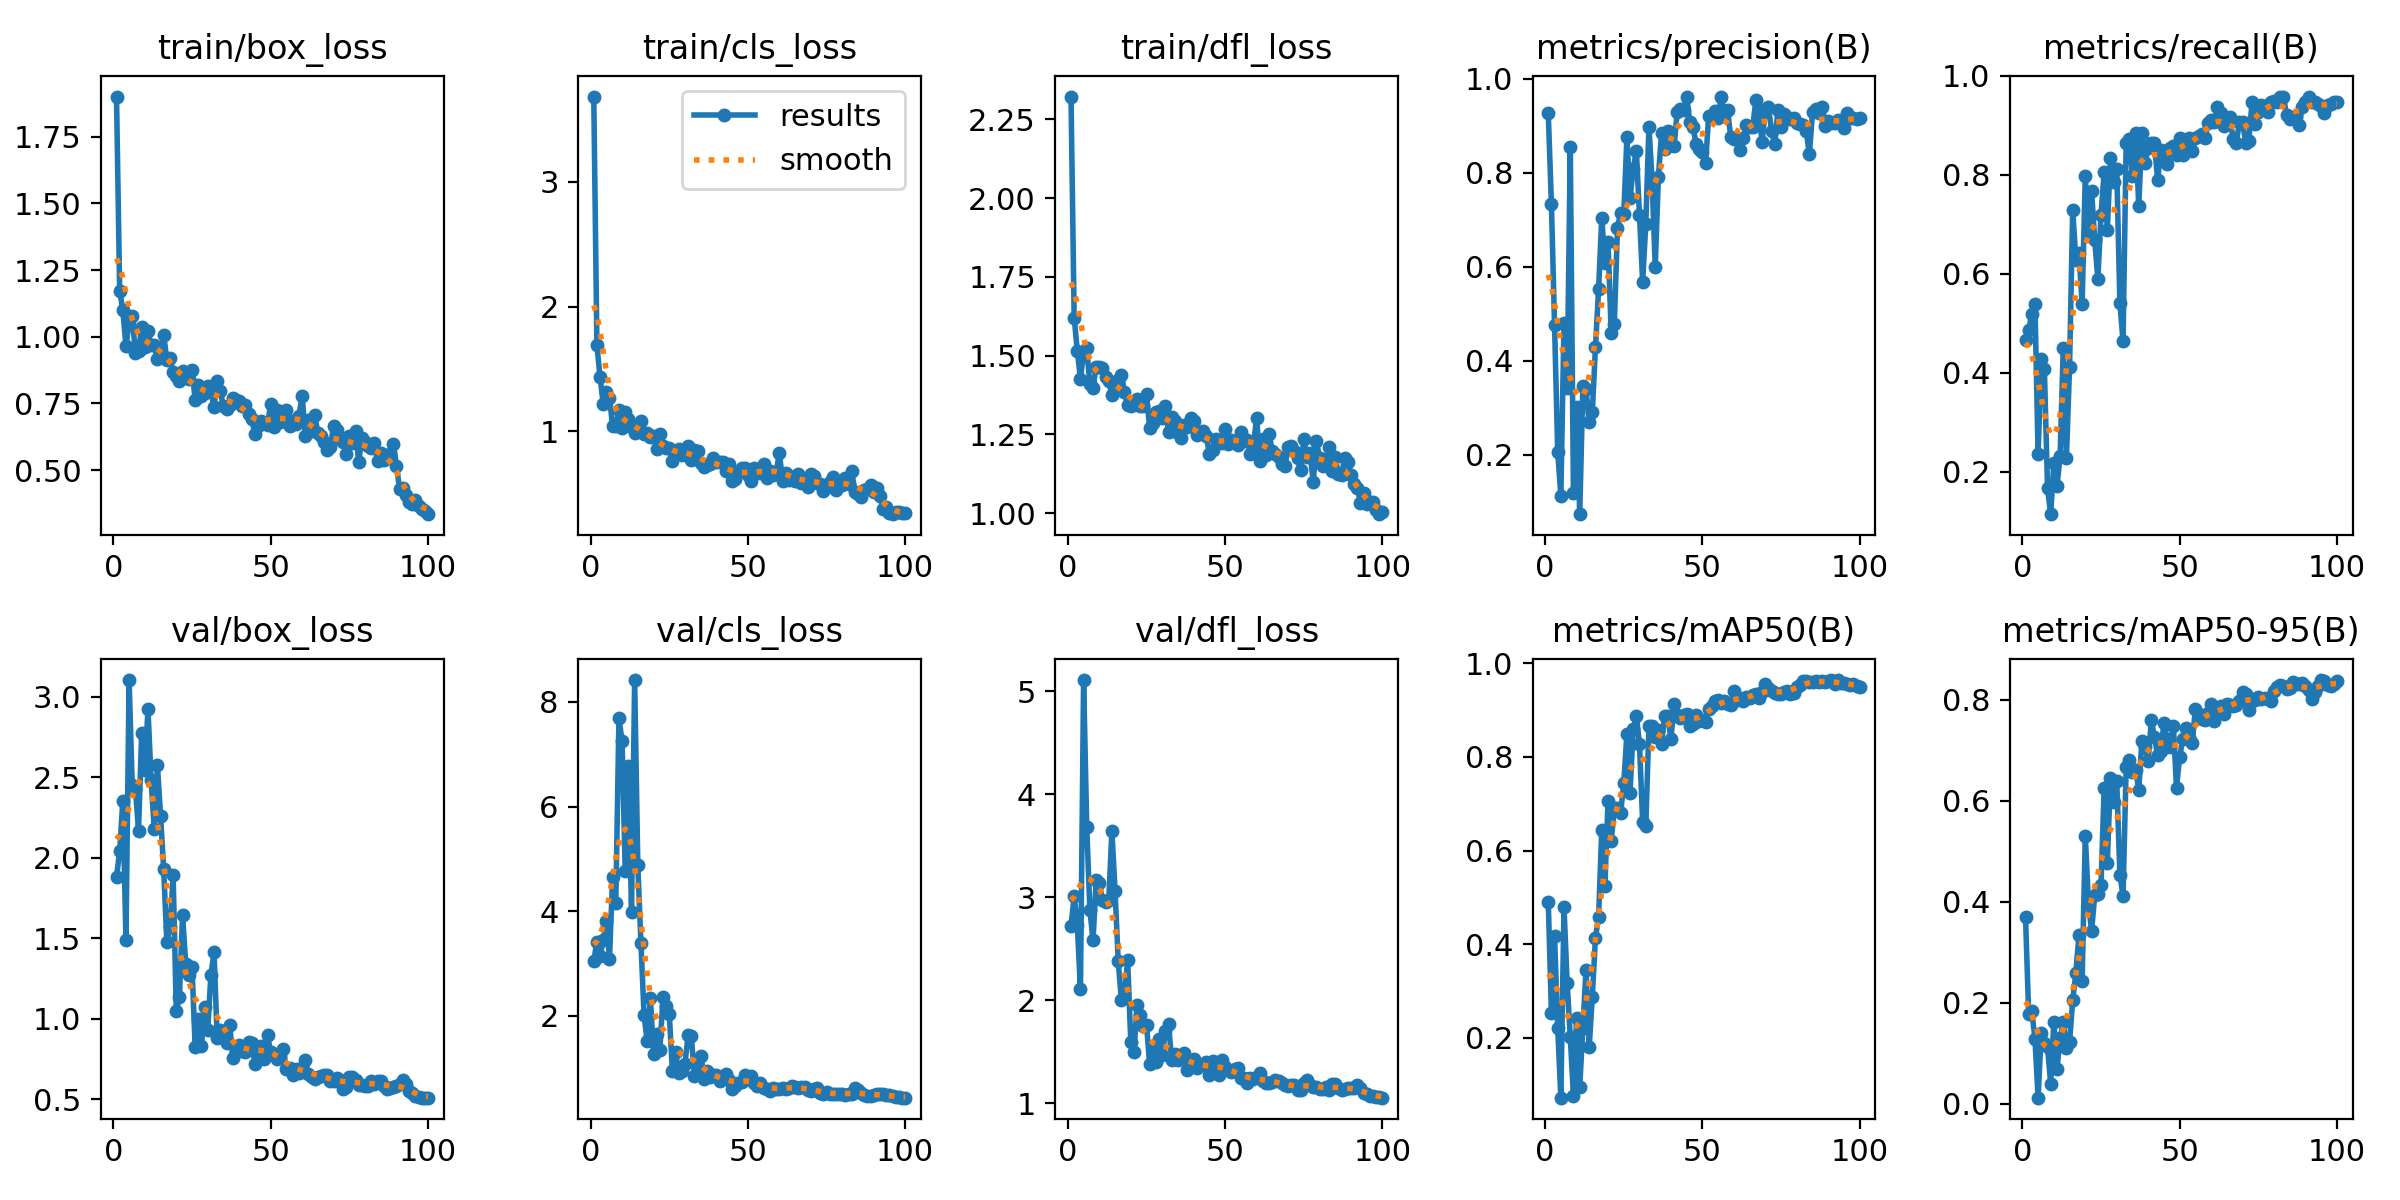 train/box_loss
1.75
1.50
1.25
1.00
0.75
0.50
0 50 100
train/cls_loss
results
smooth
3
2
1
0 50 100
train/dfl_loss
2.25
2.00
1.75
1.50
1.25
1.00
0 50 100
metrics/precision(B)
1.0
0.8
0.6
0.4
0.2
0 50 100
metrics/recall(B)
1.0
0.8
0.6
0.4
0.2
0 50 100
val/box_loss
3.0
2.5
2.0
1.5
1.0
0.5
0 50 100
val/cls_loss
8
6
4
2
0 50 100
val/dfl_loss
5
4
3
2
1
0 50 100
metrics/mAP50(B)
1.0
0.8
0.6
0.4
0.2
0 50 100
metrics/mAP50-95(B)
0.8
0.6
0.4
0.2
0.0
0 50 100